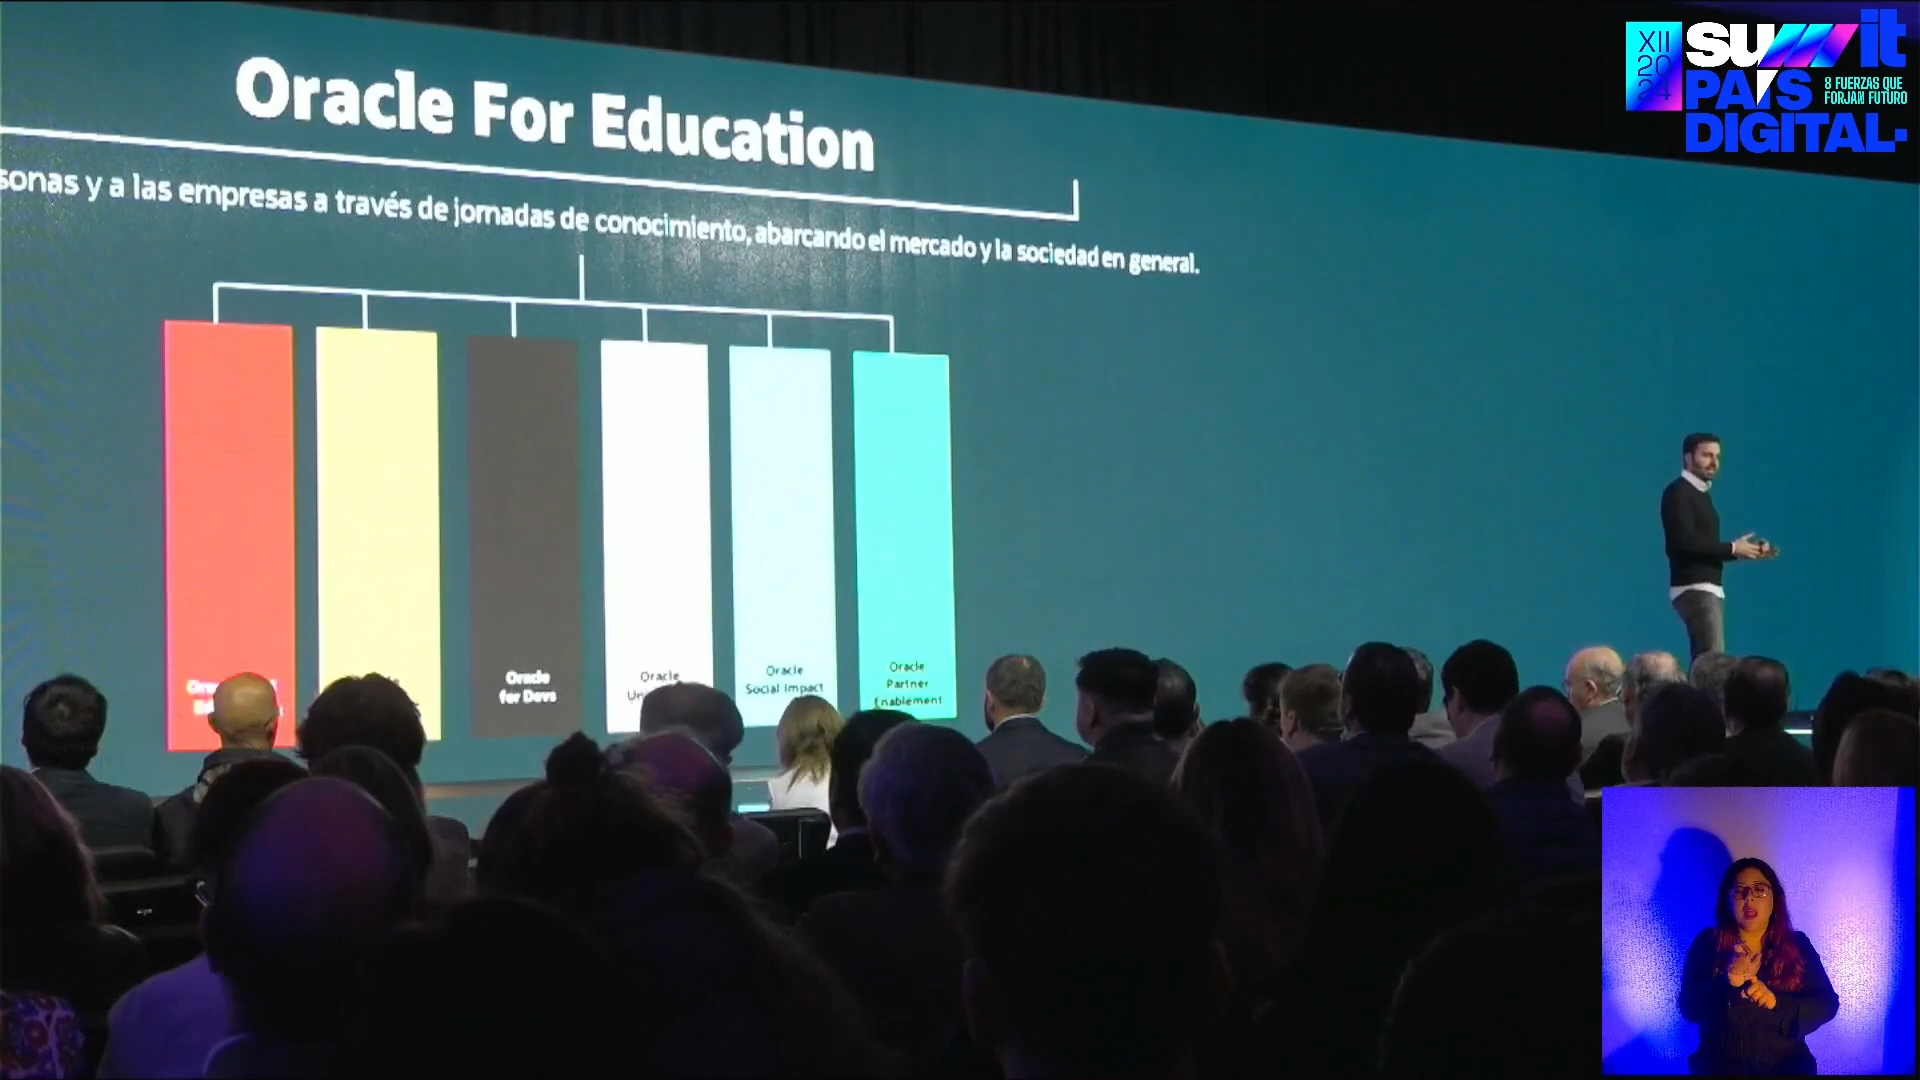 Oracle For Education
y a las empresas a través de jornadas de conocimiento, abarcando el mercado y la sociedad en general.
Oracle
for Devs
Oracle
Oracle
Social Impact
Oracle
Partner
Enablement
XII
2024
Summit
PAÍS
DIGITAL
8 FUERZAS QUE
FORJAN FUTURO